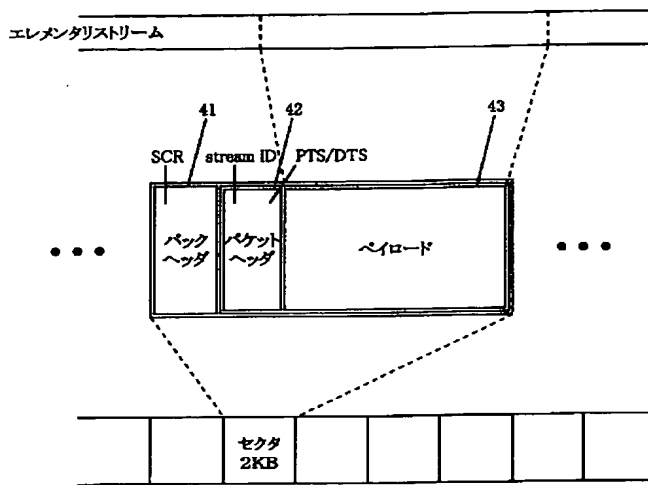 エレメンタリストリーム
41
42
43
SCR
stream ID
PTS/DTS
パック
ヘッダ
パケット
ヘッダ
ペイロード
セクタ
2KB